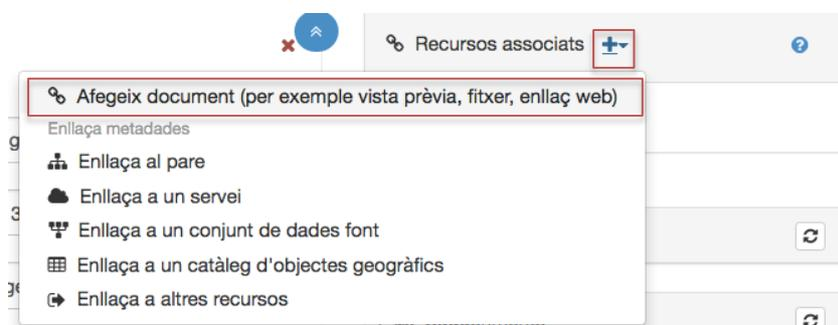 Recursos associats
Afegeix document (per exemple vista prèvia, fitxer, enllaç web)
Enllaça metadades
Enllaça al pare
Enllaça a un servei
Enllaça a un conjunt de dades font
Enllaça a un catàleg d'objectes geogràfics
Enllaça a altres recursos